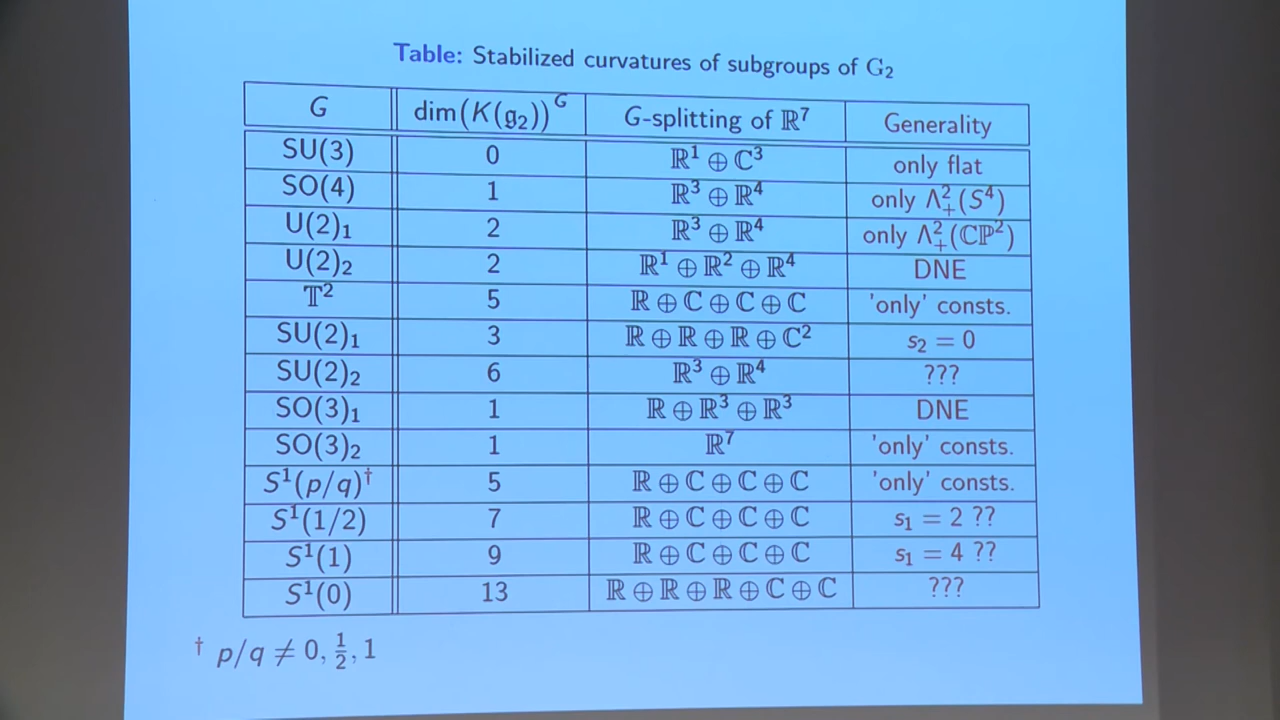 Table: Stabilized curvatures of subgroups of G₂
G dim(K(𝔤₂))ᴳ G-splitting of ℝ⁷ Generality
SU(3) 0 ℝ¹ ⊕ ℂ³ only flat
SO(4) 1 ℝ³ ⊕ ℝ⁴ only Λ²₊(S⁴)
U(2)₁ 2 ℝ³ ⊕ ℝ⁴ only Λ²₊(ℂℙ²)
U(2)₂ 2 ℝ¹ ⊕ ℝ² ⊕ ℝ⁴ DNE
𝕋² 5 ℝ ⊕ ℂ ⊕ ℂ ⊕ ℂ 'only' consts.
SU(2)₁ 3 ℝ ⊕ ℝ ⊕ ℝ ⊕ ℂ² s₂ = 0
SU(2)₂ 6 ℝ³ ⊕ ℝ⁴ ???
SO(3)₁ 1 ℝ ⊕ ℝ³ ⊕ ℝ³ DNE
SO(3)₂ 1 ℝ⁷ 'only' consts.
S¹(p/q)† 5 ℝ ⊕ ℂ ⊕ ℂ ⊕ ℂ 'only' consts.
S¹(1/2) 7 ℝ ⊕ ℂ ⊕ ℂ ⊕ ℂ s₁ = 2 ??
S¹(1) 9 ℝ ⊕ ℂ ⊕ ℂ ⊕ ℂ s₁ = 4 ??
S¹(0) 13 ℝ ⊕ ℝ ⊕ ℝ ⊕ ℂ ⊕ ℂ ???
† p/q ≠ 0, ½, 1